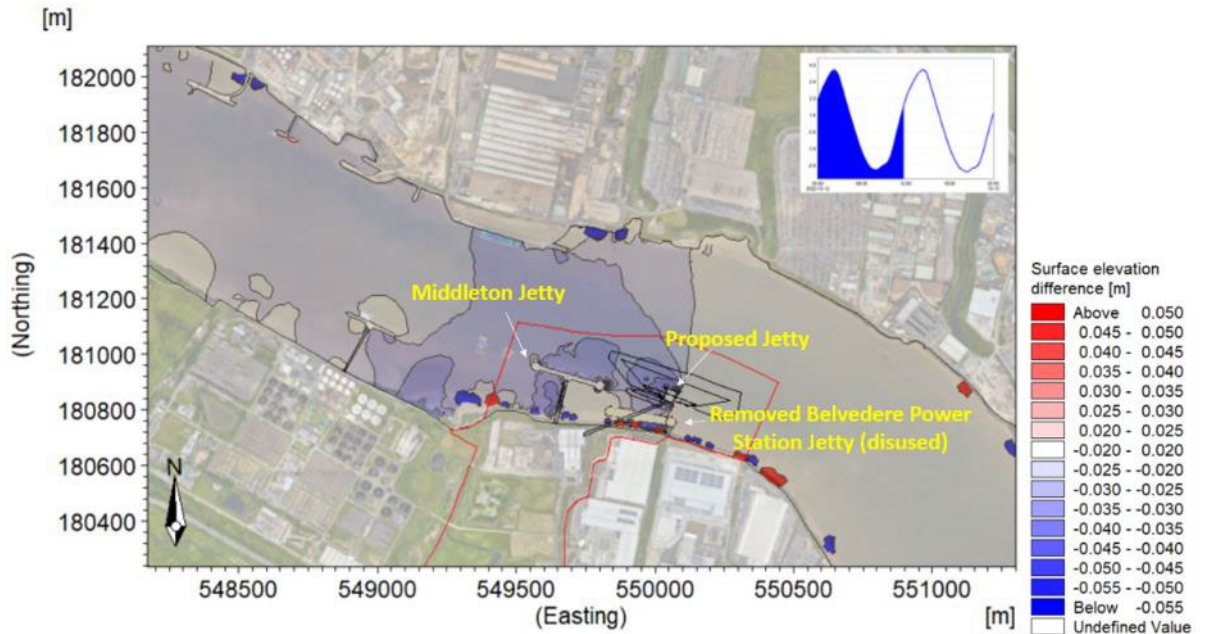 [m]
182000
181800
181600
181400
181200
181000
180800
180600
180400
(Northing)
Middleton Jetty
Proposed Jetty
Removed Belvedere Power
Station Jetty (disused)
N
548500 549000 549500 550000 550500 551000
(Easting) [m]
Surface elevation
difference [m]
Above 0.050
0.045 - 0.050
0.040 - 0.045
0.035 - 0.040
0.030 - 0.035
0.025 - 0.030
0.020 - 0.025
-0.020 - 0.020
-0.025 - -0.020
-0.030 - -0.025
-0.035 - -0.030
-0.040 - -0.035
-0.045 - -0.040
-0.050 - -0.045
-0.055 - -0.050
Below -0.055
Undefined Value